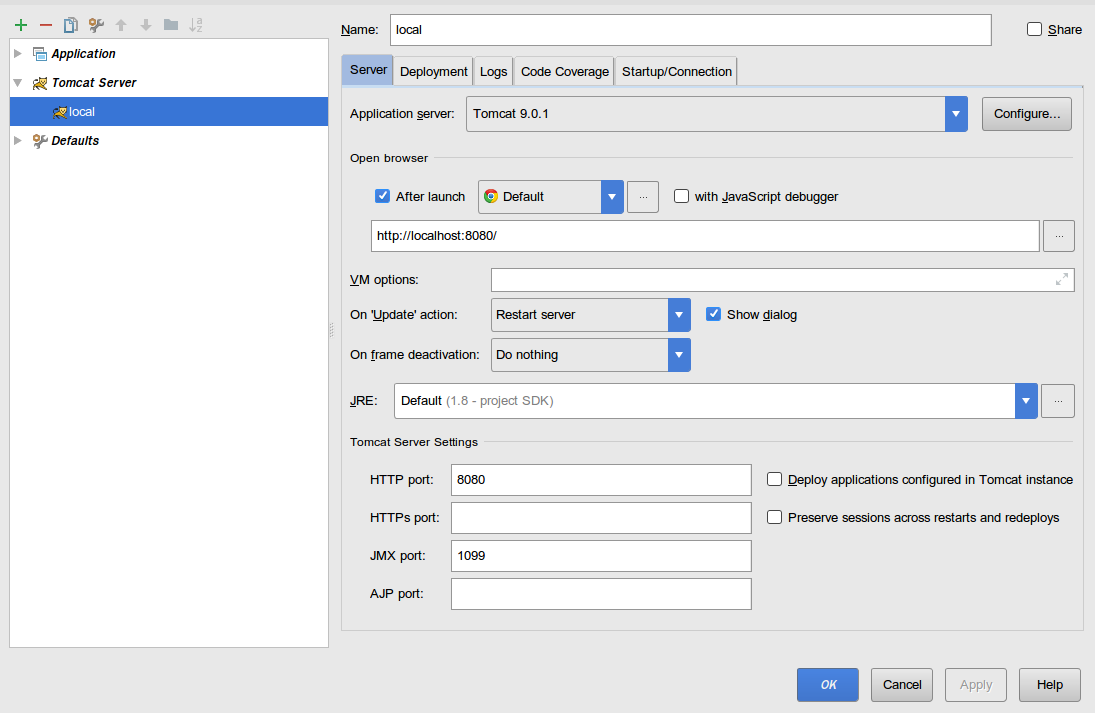 Name: local Share
Application
Tomcat Server
local
Defaults
Server Deployment Logs Code Coverage Startup/Connection
Application server: Tomcat 9.0.1 Configure...
Open browser
After launch Default ... with JavaScript debugger
http://localhost:8080/ ...
VM options:
On 'Update' action: Restart server Show dialog
On frame deactivation: Do nothing
JRE: Default (1.8 - project SDK) ...
Tomcat Server Settings
HTTP port: 8080 Deploy applications configured in Tomcat instance
HTTPs port: Preserve sessions across restarts and redeploys
JMX port: 1099
AJP port:
OK Cancel Apply Help